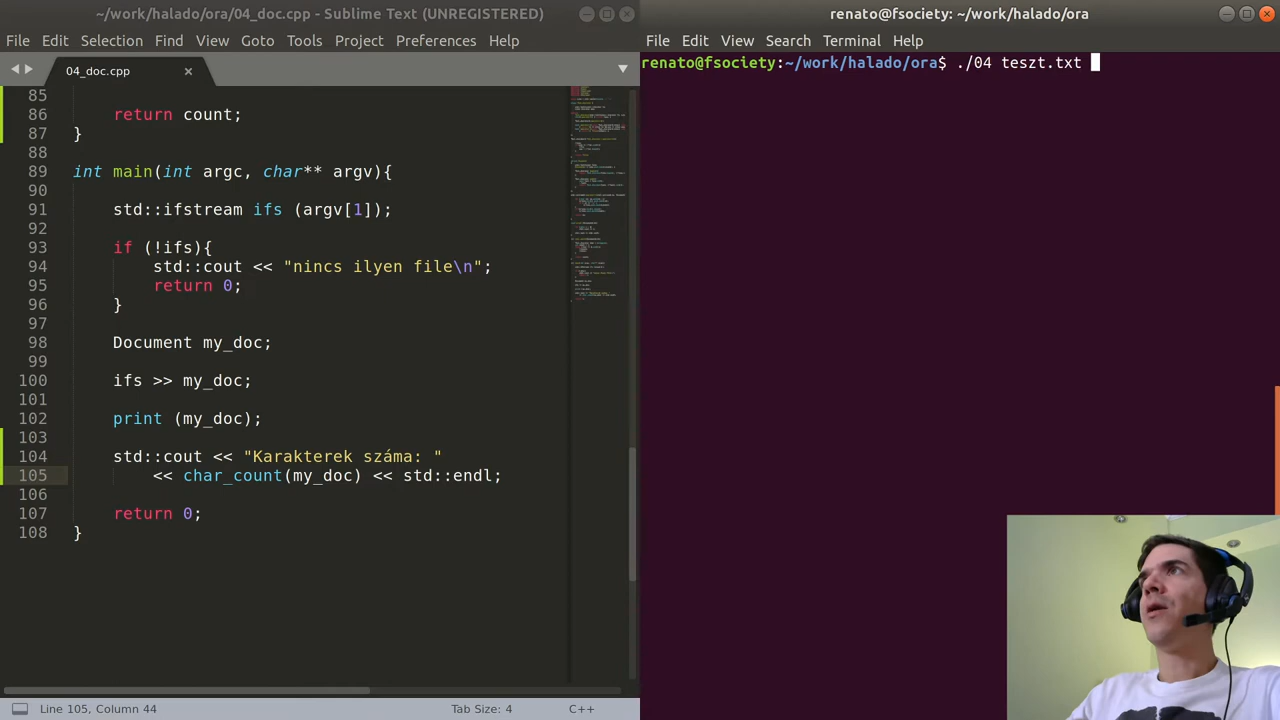 ~/work/halado/ora/04_doc.cpp - Sublime Text (UNREGISTERED)
File Edit Selection Find View Goto Tools Project Preferences Help
04_doc.cpp
85
86 return count;
87 }
88
89 int main(int argc, char** argv){
90
91 std::ifstream ifs (argv[1]);
92
93 if (!ifs){
94 std::cout << "nincs ilyen file\n";
95 return 0;
96 }
97
98 Document my_doc;
99
100 ifs >> my_doc;
101
102 print (my_doc);
103
104 std::cout << "Karakterek száma: "
105 << char_count(my_doc) << std::endl;
106
107 return 0;
108 }
Line 105, Column 44
Tab Size: 4
C++
renato@fsociety: ~/work/halado/ora
File Edit View Search Terminal Help
renato@fsociety:~/work/halado/ora$ ./04 teszt.txt